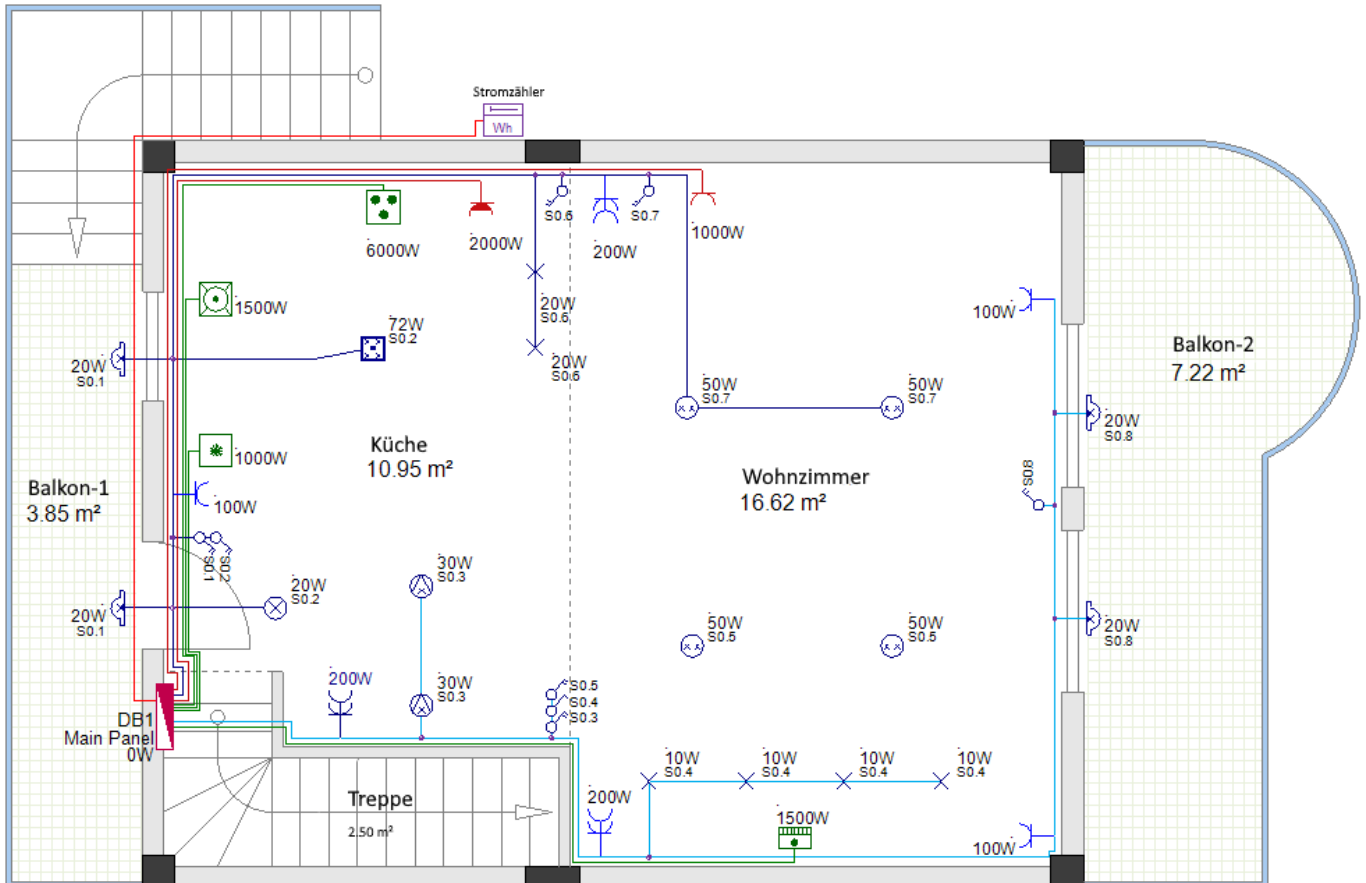 Stromzähler
Wh
S0.6
S0.7
6000W
2000W
200W
1000W
1500W
20W
S0.6
100W
72W
S0.2
20W
S0.1
20W
S0.6
50W
S0.7
50W
S0.7
Balkon-2
7.22 m²
20W
S0.8
Küche
10.95 m²
1000W
Wohnzimmer
16.62 m²
S0.8
Balkon-1
3.85 m²
100W
S0.1
S0.2
30W
S0.3
20W
S0.2
20W
S0.1
50W
S0.5
50W
S0.5
20W
S0.8
200W
30W
S0.3
S0.5
S0.4
S0.3
DB1
Main Panel
0W
10W
S0.4
10W
S0.4
10W
S0.4
10W
S0.4
Treppe
2.50 m²
200W
1500W
100W